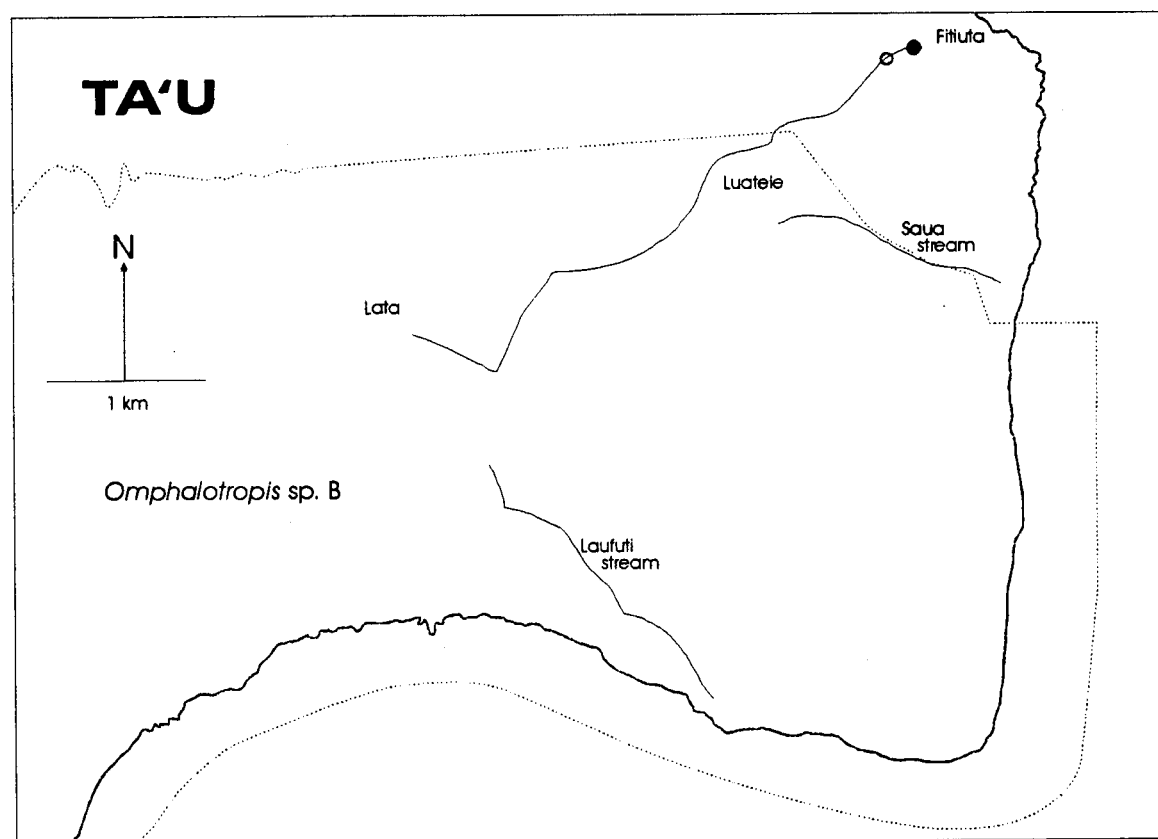 Fitiuta
TA‘U
Luatele
Saua
stream
N
Lata
1 km
Omphalotropis sp. B
Laufuti
stream